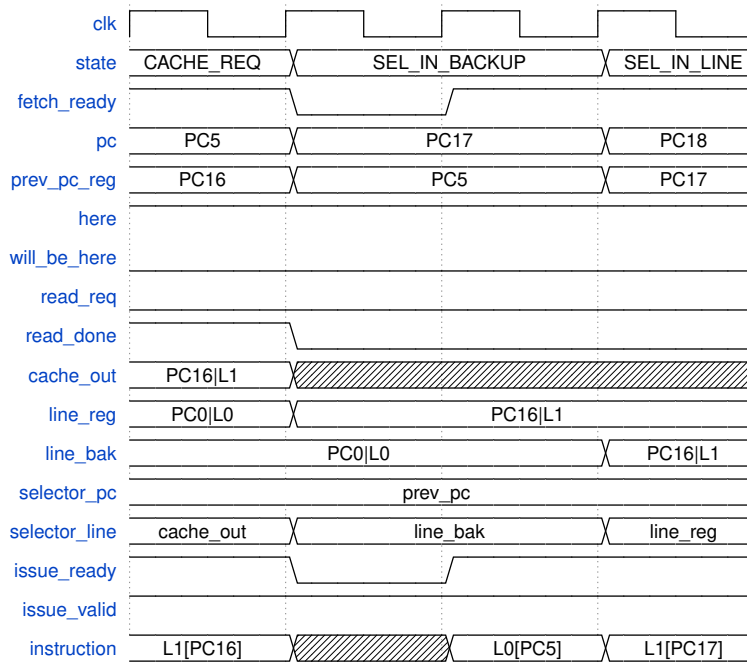 clk
state CACHE_REQ SEL_IN_BACKUP SEL_IN_LINE
fetch_ready
pc PC5 PC17 PC18
prev_pc_reg PC16 PC5 PC17
here
will_be_here
read_req
read_done
cache_out PC16|L1
line_reg PC0|L0 PC16|L1
line_bak PC0|L0 PC16|L1
selector_pc prev_pc
selector_line cache_out line_bak line_reg
issue_ready
issue_valid
instruction L1[PC16] L0[PC5] L1[PC17]